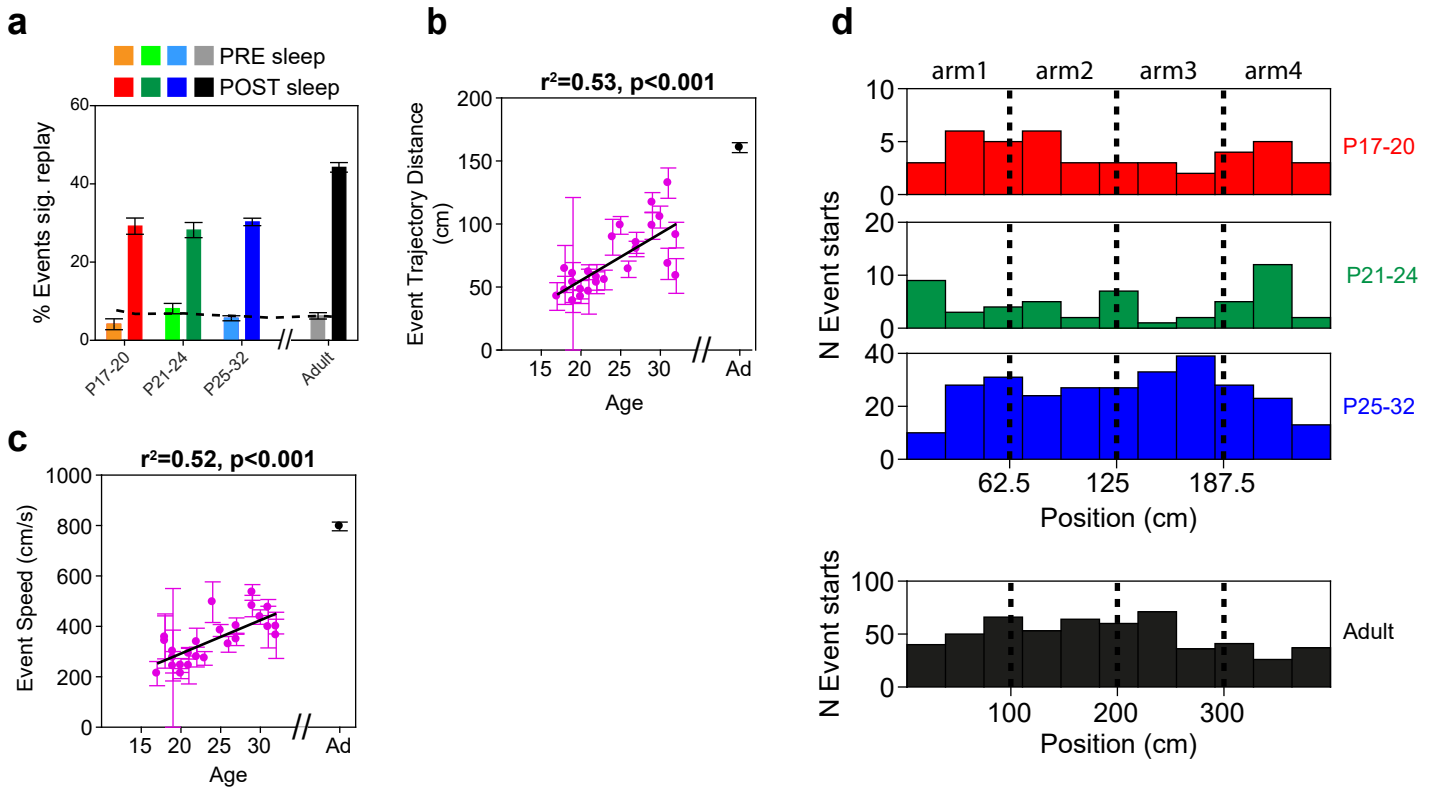 a
PRE sleep
POST sleep
% Events sig. replay
60
40
20
0
P17-20
P21-24
P25-32
Adult
b
r²=0.53, p<0.001
Event Trajectory Distance
(cm)
200
150
100
50
0
15 20 25 30 Ad
Age
c
r²=0.52, p<0.001
Event Speed (cm/s)
1000
800
600
400
200
0
15 20 25 30 Ad
Age
d
arm1 arm2 arm3 arm4
N Event starts
10
5
0
P17-20
20
10
0
P21-24
40
20
0
P25-32
62.5 125 187.5
Position (cm)
N Event starts
100
50
0
Adult
100 200 300
Position (cm)